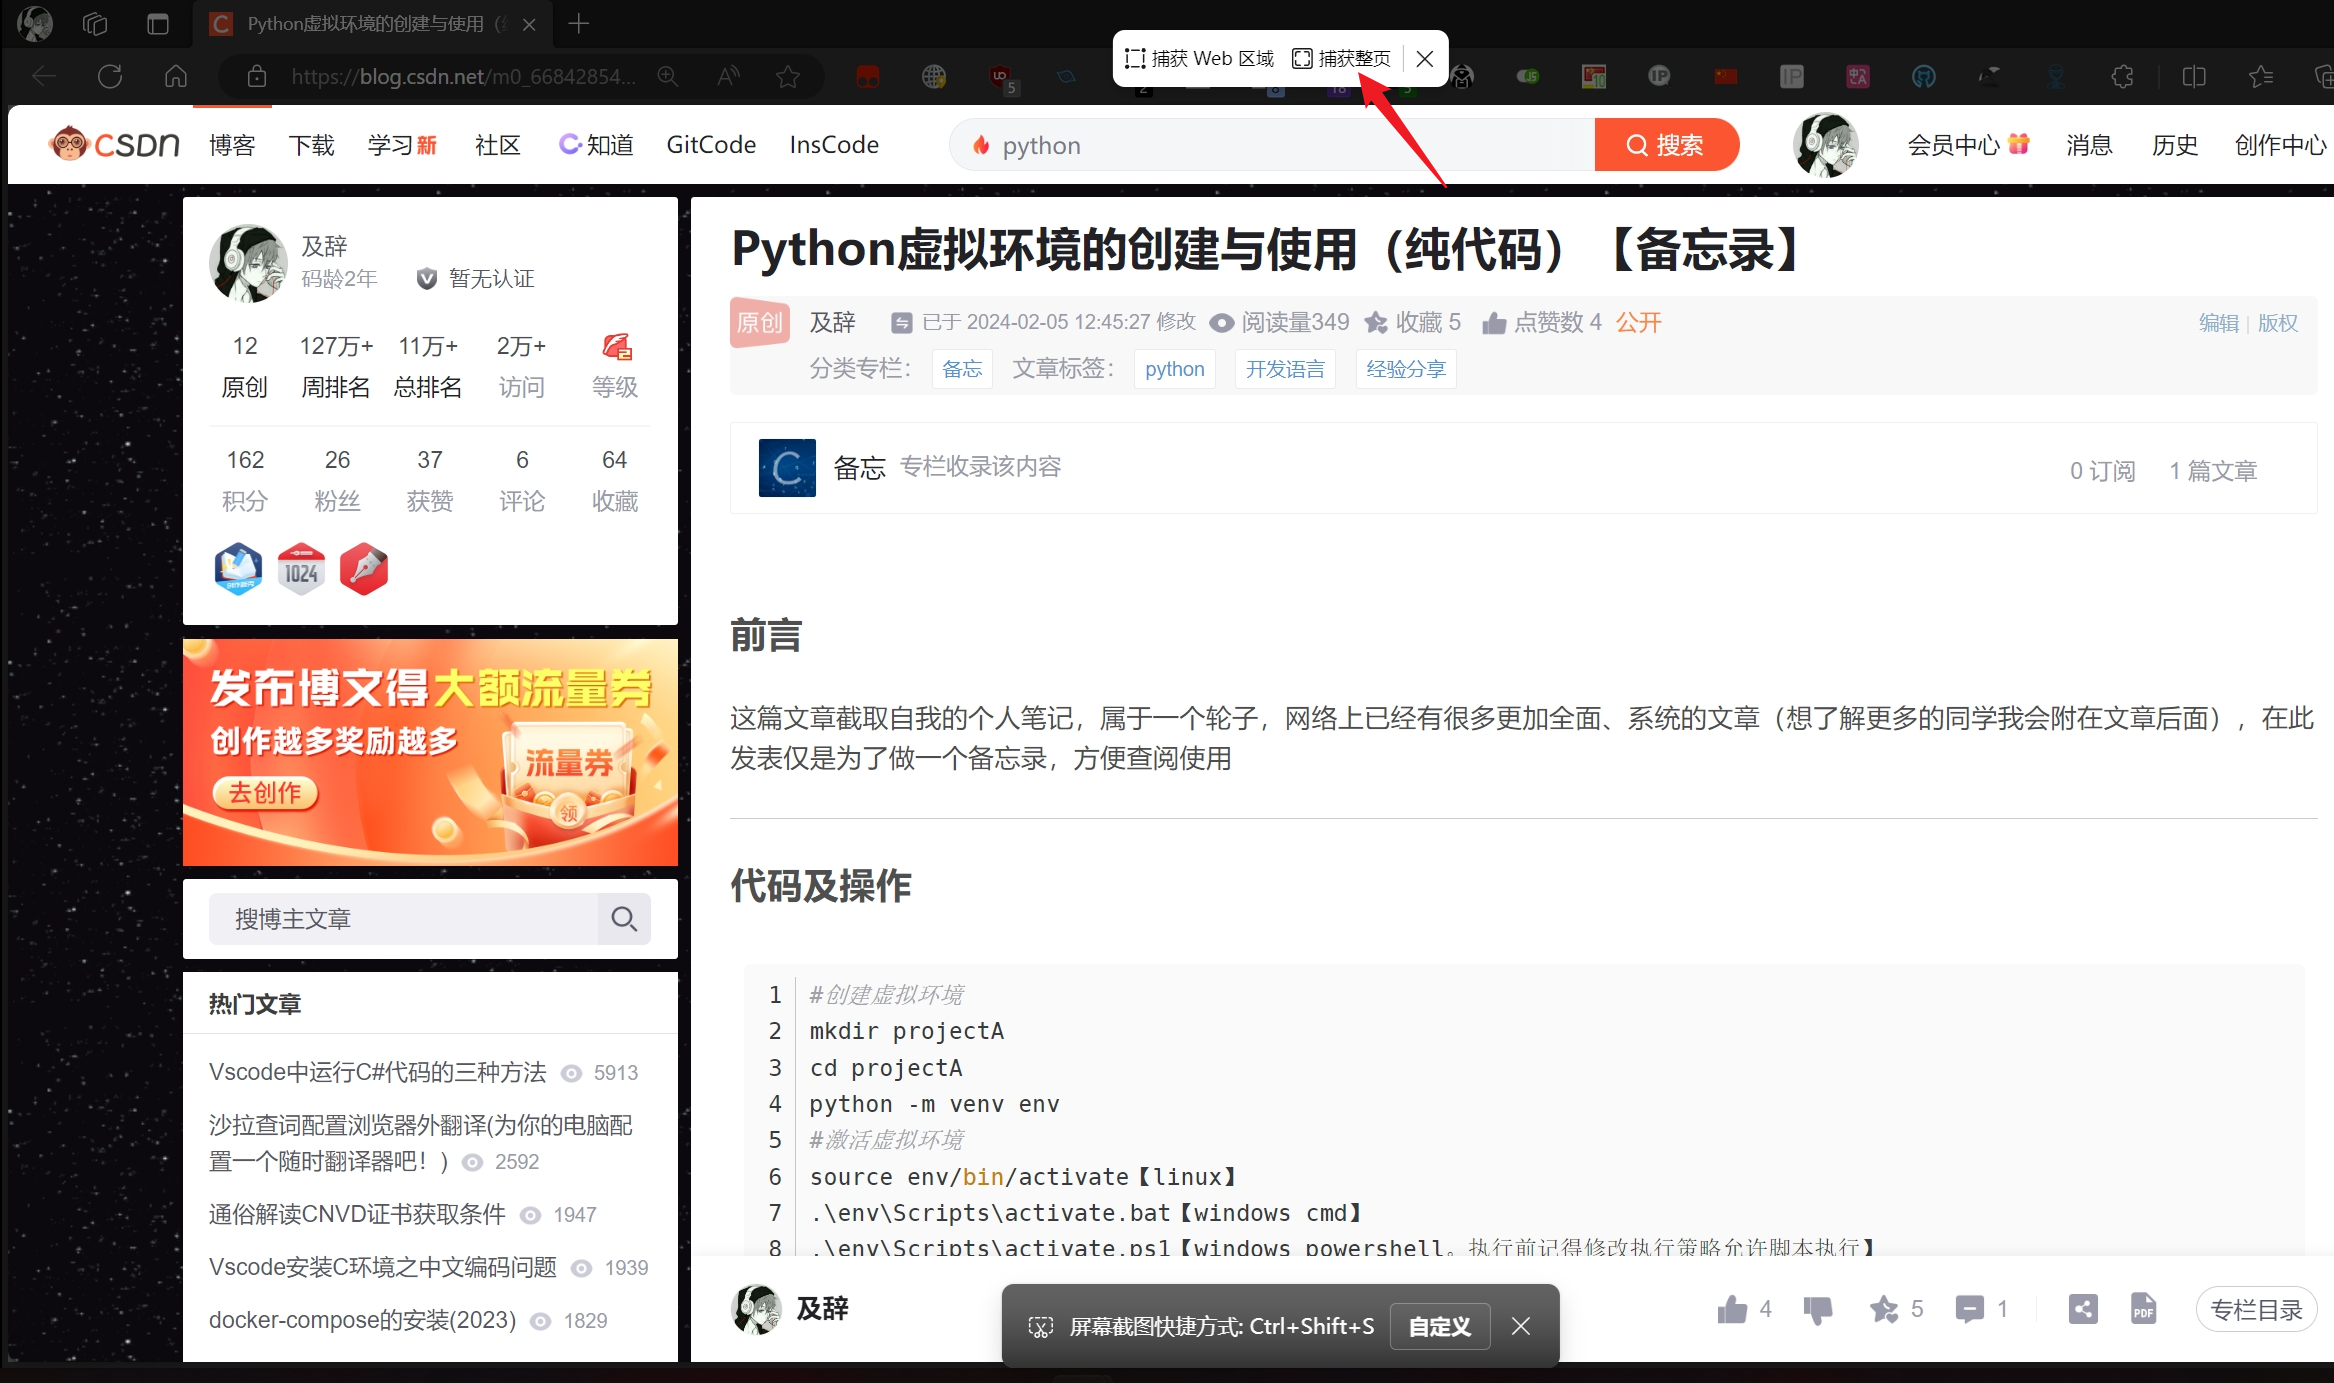 Python虚拟环境的创建与使用（
捕获 Web 区域 捕获整页
https://blog.csdn.net/m0_66842854...
5
2
18
5
CSDN 博客 下载 学习 新 社区 C知道 GitCode InsCode python 搜索 会员中心 消息 历史 创作中心
及辞
码龄2年 暂无认证
12 127万+ 11万+ 2万+
原创 周排名 总排名 访问 等级
162 26 37 6 64
积分 粉丝 获赞 评论 收藏
1024
发布博文得大额流量券
创作越多奖励越多
流量券
去创作
领
搜博主文章
热门文章
Vscode中运行C#代码的三种方法 5913
沙拉查词配置浏览器外翻译(为你的电脑配
置一个随时翻译器吧！) 2592
通俗解读CNVD证书获取条件 1947
Vscode安装C环境之中文编码问题 1939
docker-compose的安装(2023) 1829
Python虚拟环境的创建与使用（纯代码）【备忘录】
原创 及辞 已于 2024-02-05 12:45:27 修改 阅读量349 收藏 5 点赞数 4 公开 编辑 | 版权
分类专栏： 备忘 文章标签： python 开发语言 经验分享
备忘 专栏收录该内容 0 订阅 1 篇文章
前言
这篇文章截取自我的个人笔记，属于一个轮子，网络上已经有很多更加全面、系统的文章（想了解更多的同学我会附在文章后面），在此
发表仅是为了做一个备忘录，方便查阅使用
代码及操作
1 #创建虚拟环境
2 mkdir projectA
3 cd projectA
4 python -m venv env
5 #激活虚拟环境
6 source env/bin/activate【linux】
7 .\env\Scripts\activate.bat【windows cmd】
8 .\env\Scripts\activate.ps1【windows powershell。执行前记得修改执行策略允许脚本执行】
及辞 4 5 1 PDF 专栏目录
屏幕截图快捷方式: Ctrl+Shift+S 自定义